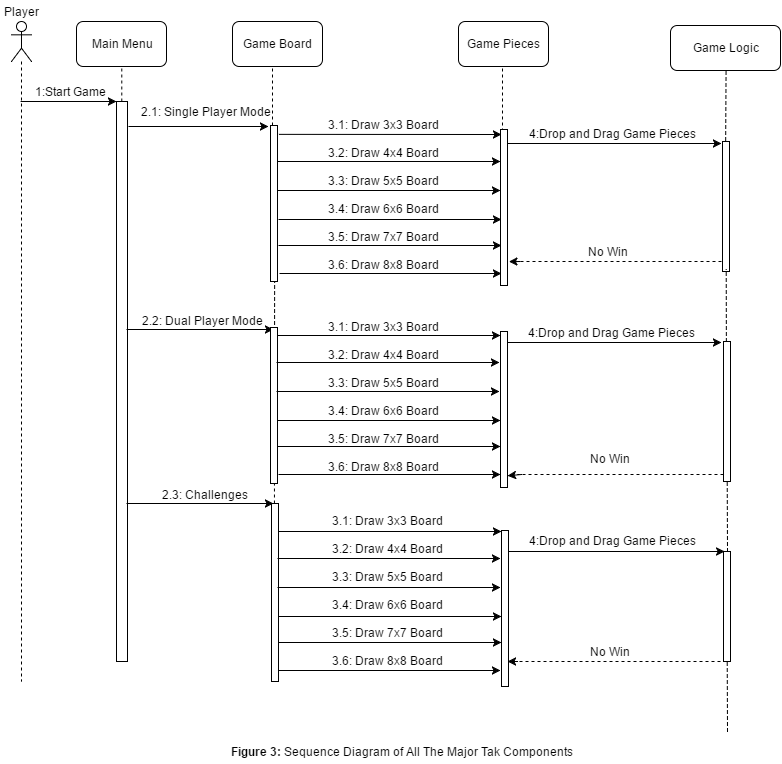 Player
Main Menu
Game Board
Game Pieces
Game Logic
1:Start Game
2.1: Single Player Mode
3.1: Draw 3x3 Board
4:Drop and Drag Game Pieces
3.2: Draw 4x4 Board
3.3: Draw 5x5 Board
3.4: Draw 6x6 Board
3.5: Draw 7x7 Board
No Win
3.6: Draw 8x8 Board
2.2: Dual Player Mode
3.1: Draw 3x3 Board
4:Drop and Drag Game Pieces
3.2: Draw 4x4 Board
3.3: Draw 5x5 Board
3.4: Draw 6x6 Board
3.5: Draw 7x7 Board
No Win
3.6: Draw 8x8 Board
2.3: Challenges
3.1: Draw 3x3 Board
4:Drop and Drag Game Pieces
3.2: Draw 4x4 Board
3.3: Draw 5x5 Board
3.4: Draw 6x6 Board
3.5: Draw 7x7 Board
No Win
3.6: Draw 8x8 Board
Figure 3: Sequence Diagram of All The Major Tak Components